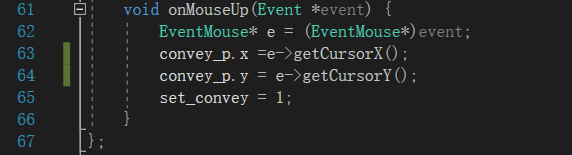 61 void onMouseUp(Event *event) {
62 EventMouse* e = (EventMouse*)event;
63 convey_p.x =e->getCursorX();
64 convey_p.y = e->getCursorY();
65 set_convey = 1;
66 }
67 };